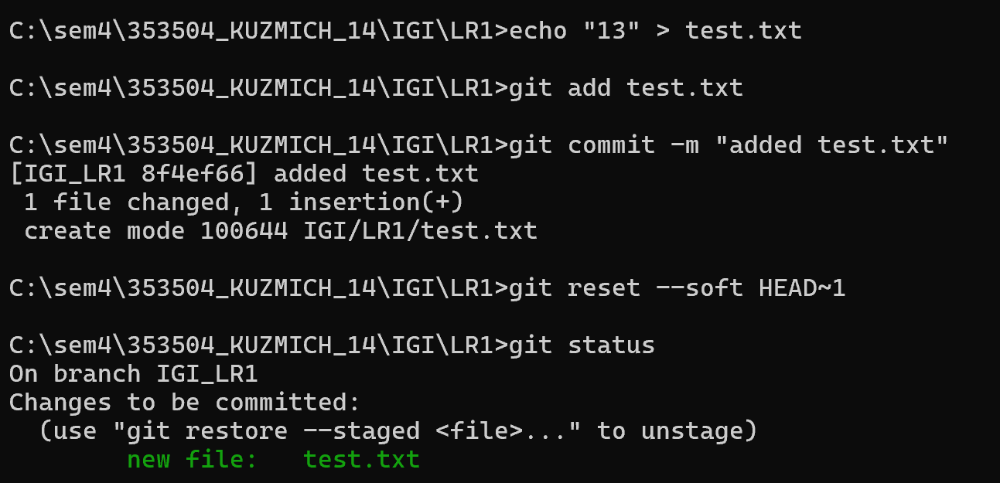 C:\sem4\353504_KUZMICH_14\IGI\LR1>echo "13" > test.txt
C:\sem4\353504_KUZMICH_14\IGI\LR1>git add test.txt
C:\sem4\353504_KUZMICH_14\IGI\LR1>git commit -m "added test.txt"
[IGI_LR1 8f4ef66] added test.txt
 1 file changed, 1 insertion(+)
 create mode 100644 IGI/LR1/test.txt
C:\sem4\353504_KUZMICH_14\IGI\LR1>git reset --soft HEAD~1
C:\sem4\353504_KUZMICH_14\IGI\LR1>git status
On branch IGI_LR1
Changes to be committed:
  (use "git restore --staged <file>..." to unstage)
        new file:   test.txt